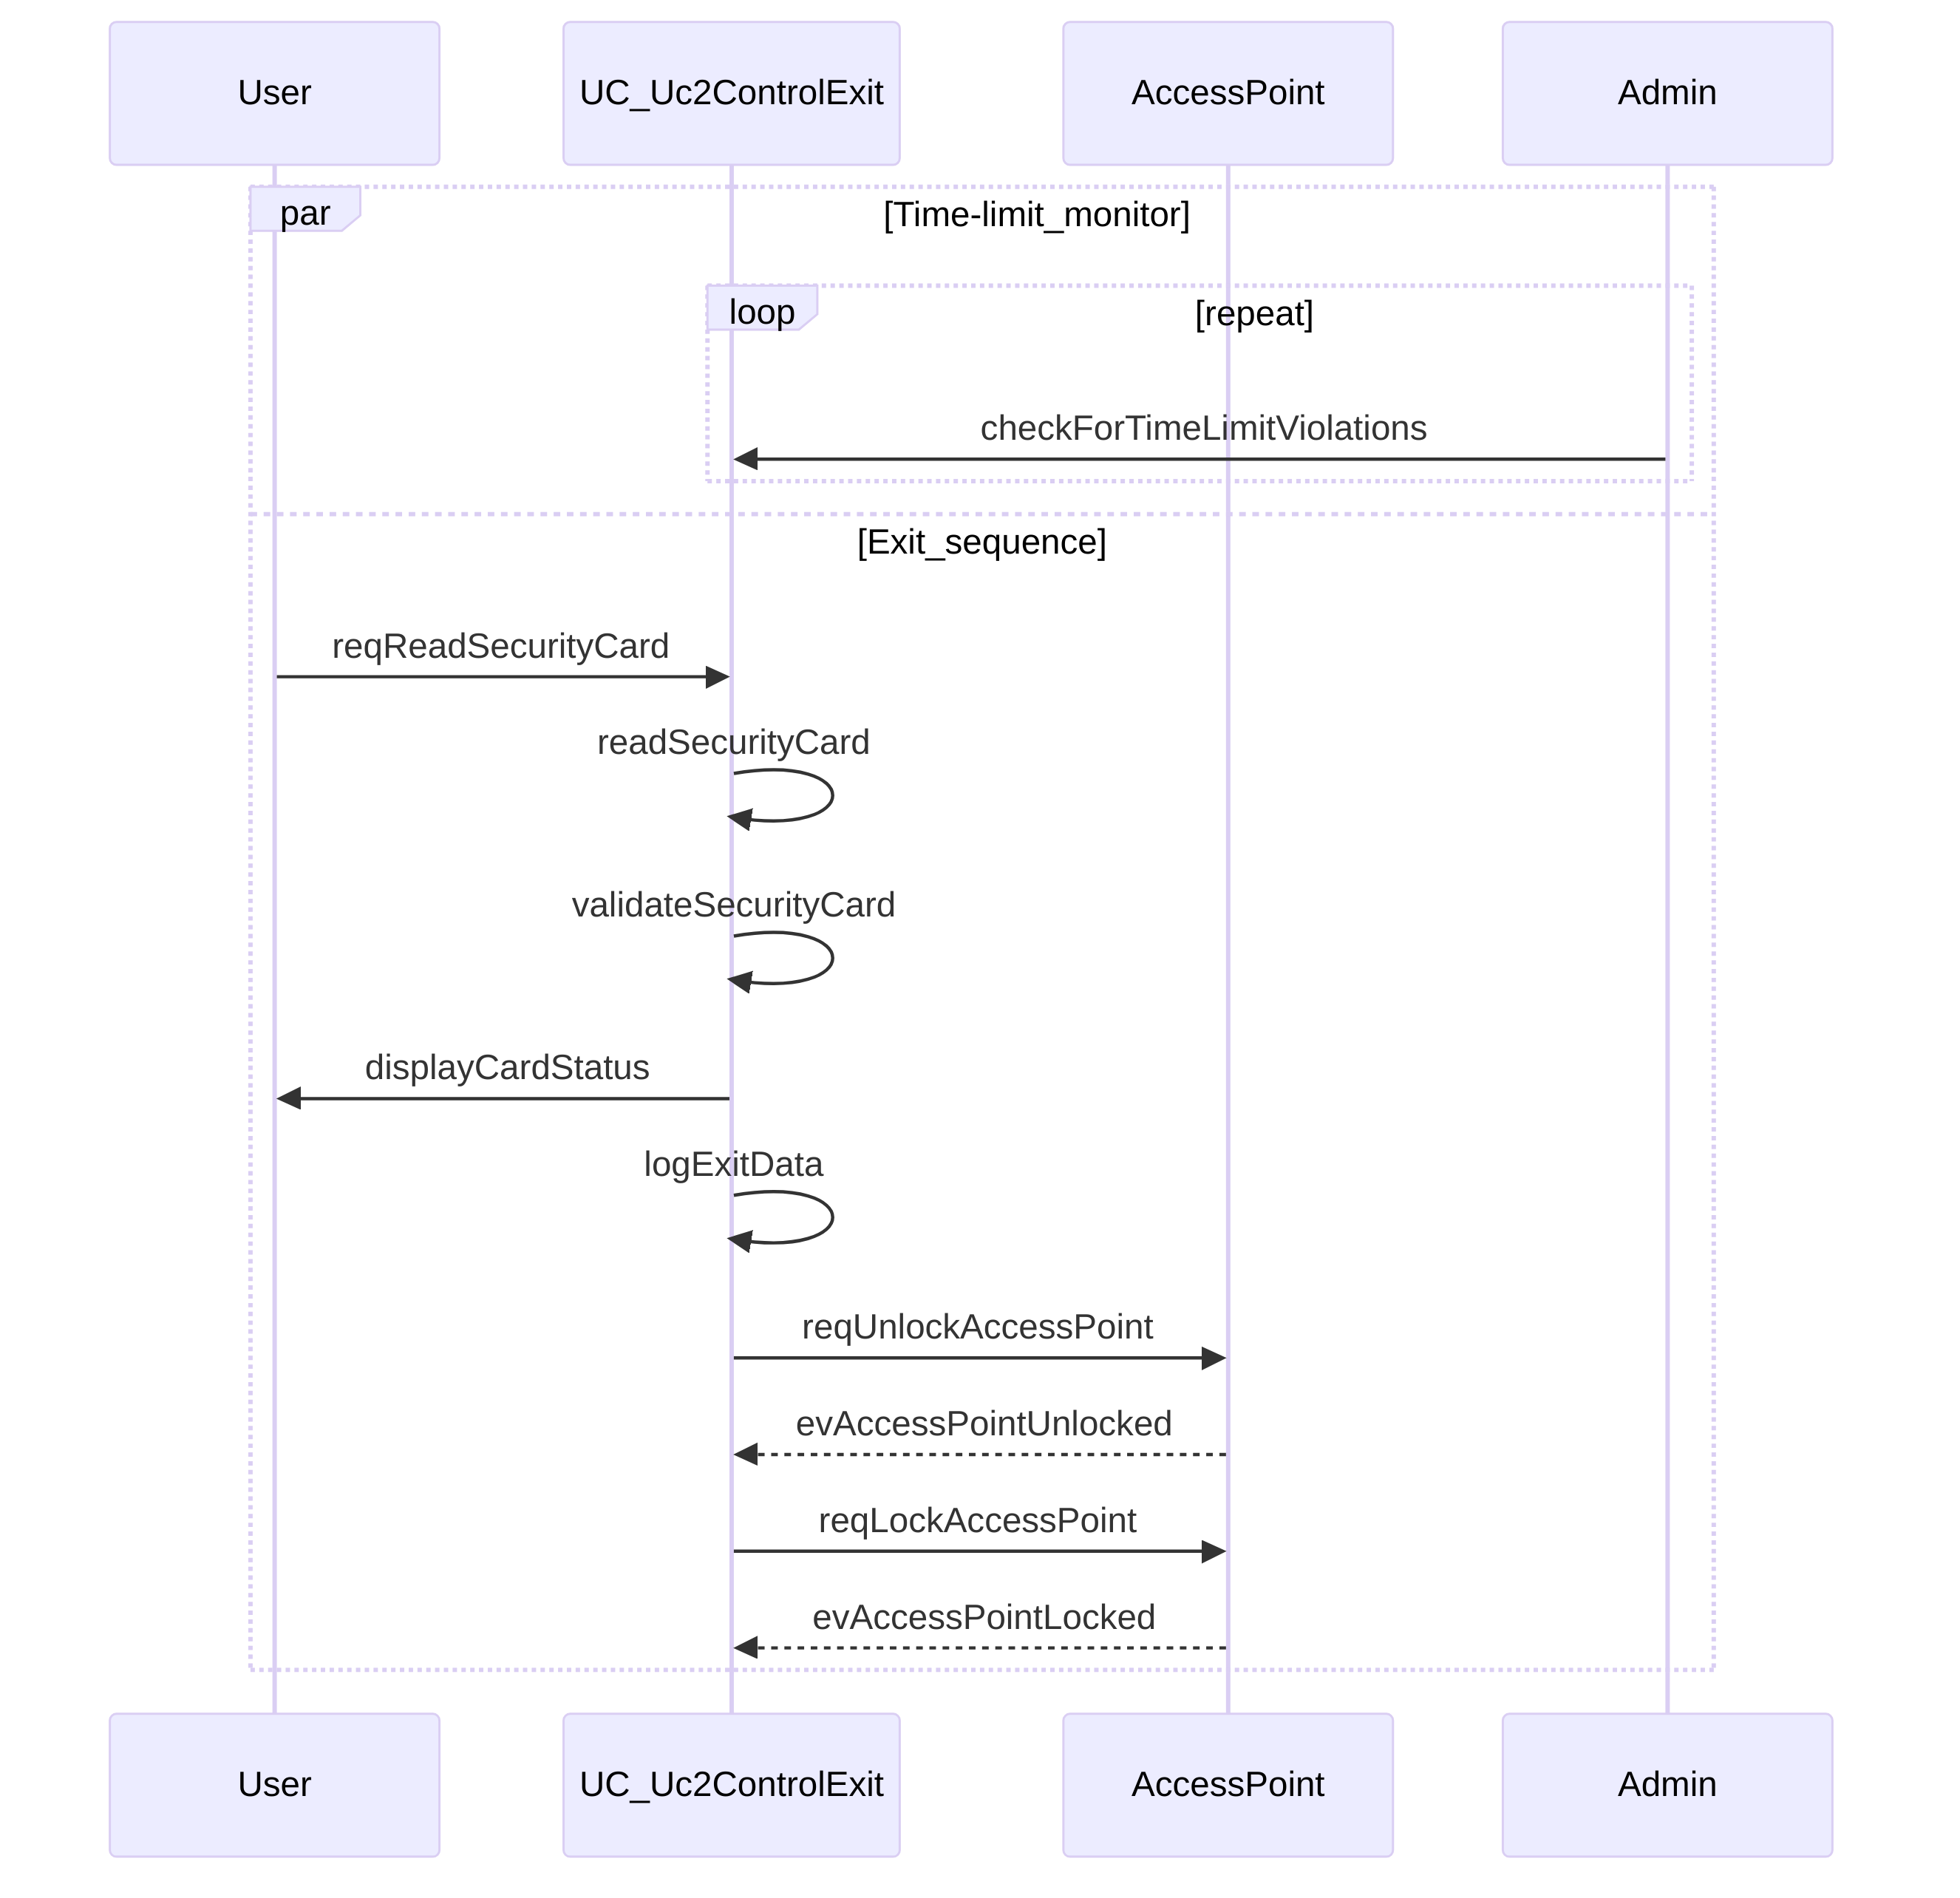 User
UC_Uc2ControlExit
AccessPoint
Admin
par
[Time-limit_monitor]
loop
[repeat]
checkForTimeLimitViolations
[Exit_sequence]
reqReadSecurityCard
readSecurityCard
validateSecurityCard
displayCardStatus
logExitData
reqUnlockAccessPoint
evAccessPointUnlocked
reqLockAccessPoint
evAccessPointLocked
User
UC_Uc2ControlExit
AccessPoint
Admin